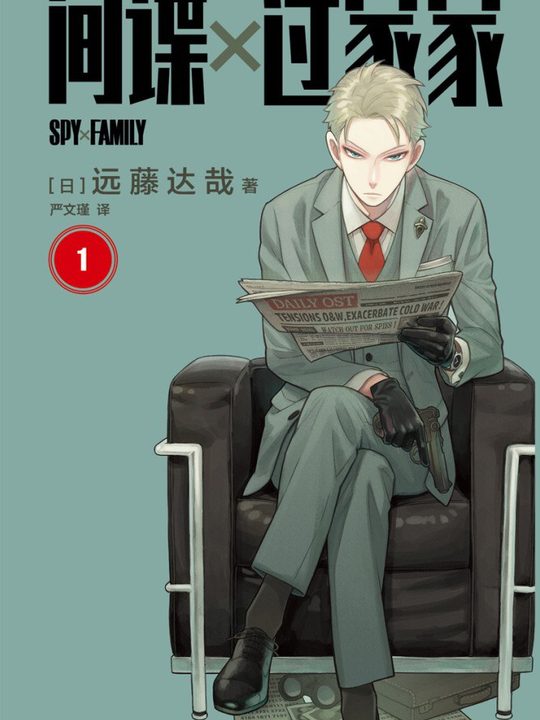 间谍×过家家
SPY×FAMILY
[日]远藤达哉 著
严文瑾 译
1
DAILY OST
TENSIONS O&W, EXACERBATE COLD WAR!
WATCH OUT FOR SPIES!